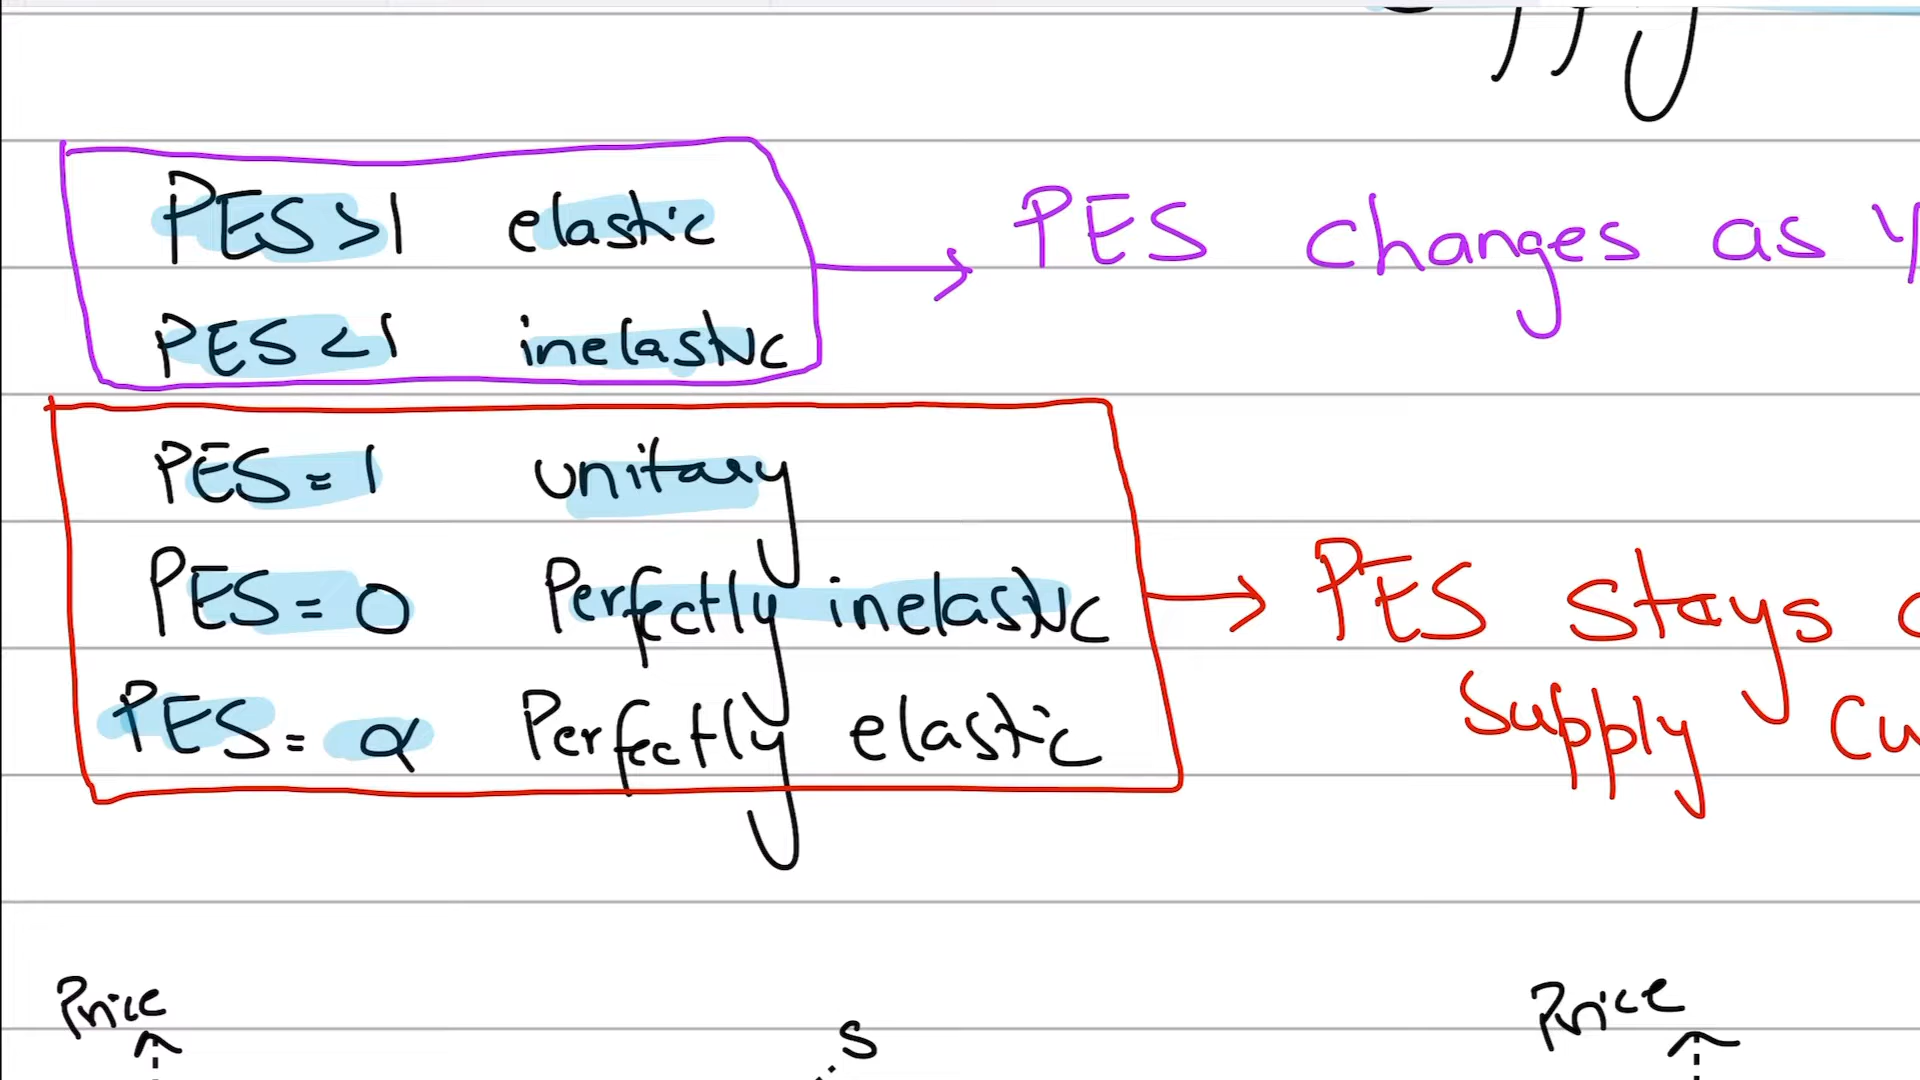 PES >1 elastic
PES <1 inelastic
PES changes as
PES = 1 unitary
PES = 0 Perfectly inelastic
PES = α Perfectly elastic
PES stays
supply
Price
S
Price